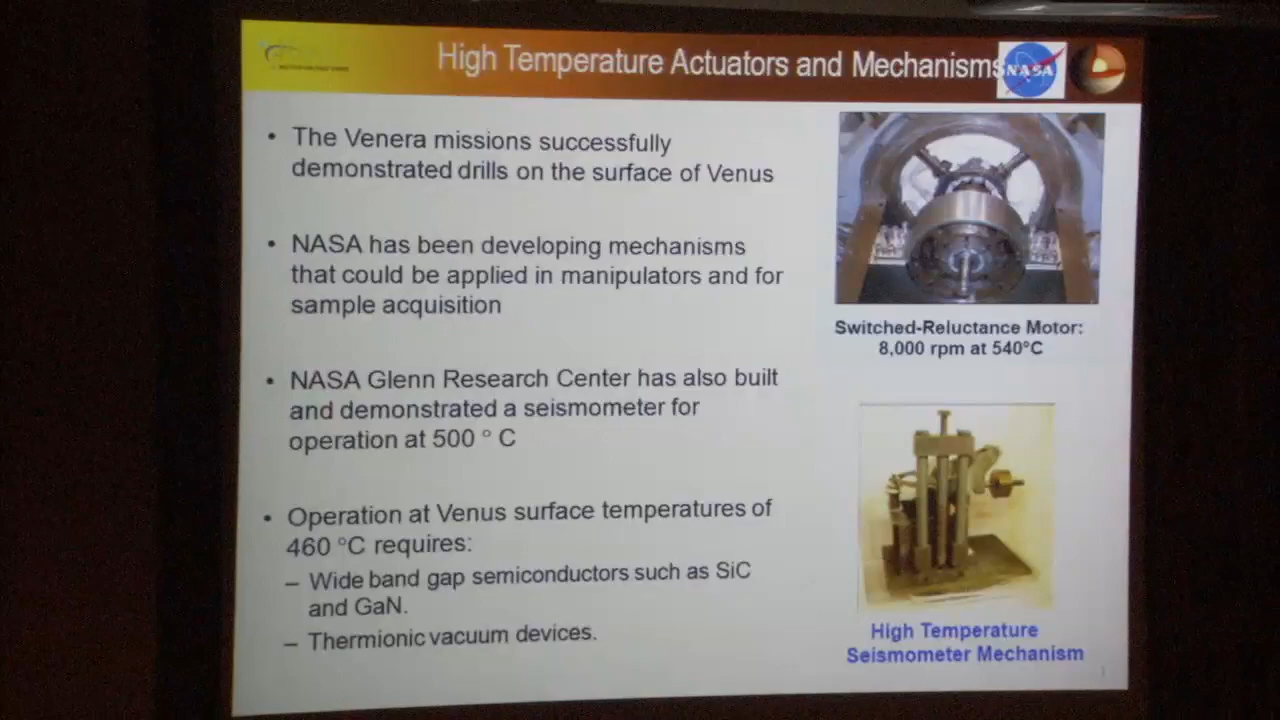 High Temperature Actuators and Mechanisms
NASA
• The Venera missions successfully
demonstrated drills on the surface of Venus
• NASA has been developing mechanisms
that could be applied in manipulators and for
sample acquisition
• NASA Glenn Research Center has also built
and demonstrated a seismometer for
operation at 500 ° C
• Operation at Venus surface temperatures of
460 °C requires:
– Wide band gap semiconductors such as SiC
and GaN.
– Thermionic vacuum devices.
Switched-Reluctance Motor:
8,000 rpm at 540°C
High Temperature
Seismometer Mechanism